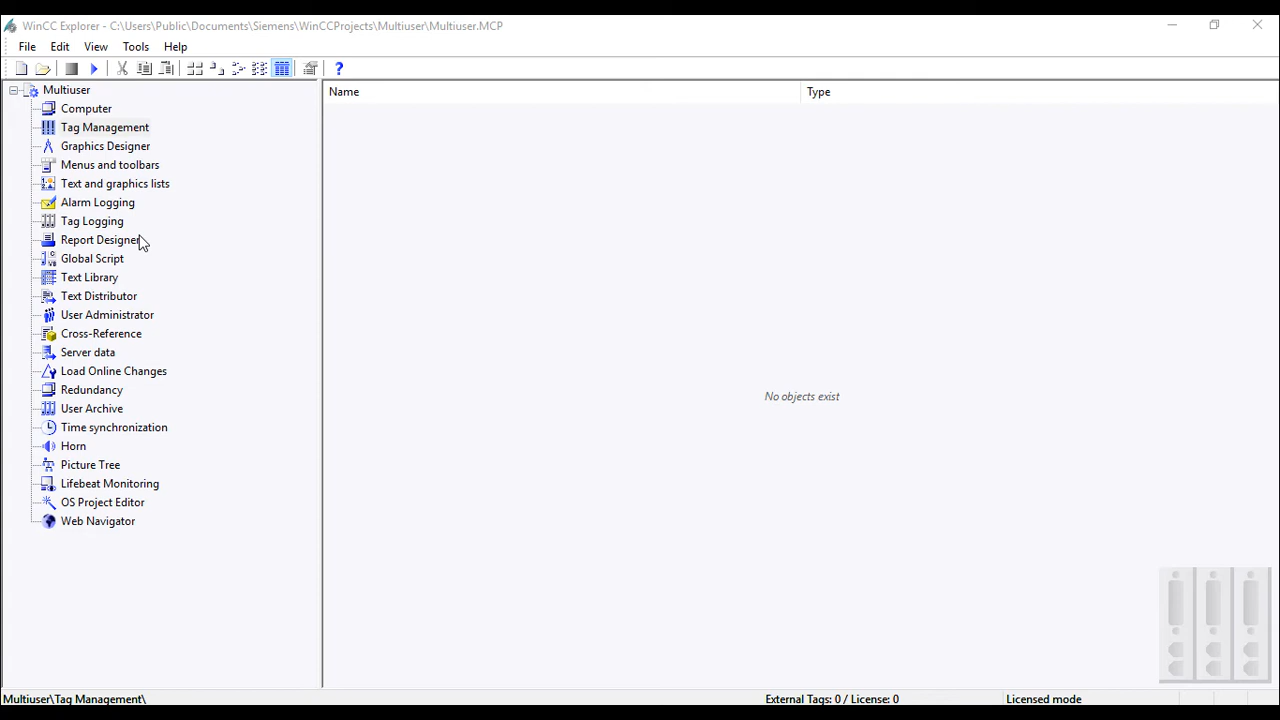 WinCC Explorer - C:\Users\Public\Documents\Siemens\WinCCProjects\Multiuser\Multiuser.MCP
File Edit View Tools Help
Multiuser
Name Type
Computer
Tag Management
Graphics Designer
Menus and toolbars
Text and graphics lists
Alarm Logging
Tag Logging
Report Designer
Global Script
Text Library
Text Distributor
User Administrator
Cross-Reference
Server data
Load Online Changes
Redundancy
No objects exist
User Archive
Time synchronization
Horn
Picture Tree
Lifebeat Monitoring
OS Project Editor
Web Navigator
Multiuser\Tag Management\ External Tags: 0 / License: 0 Licensed mode